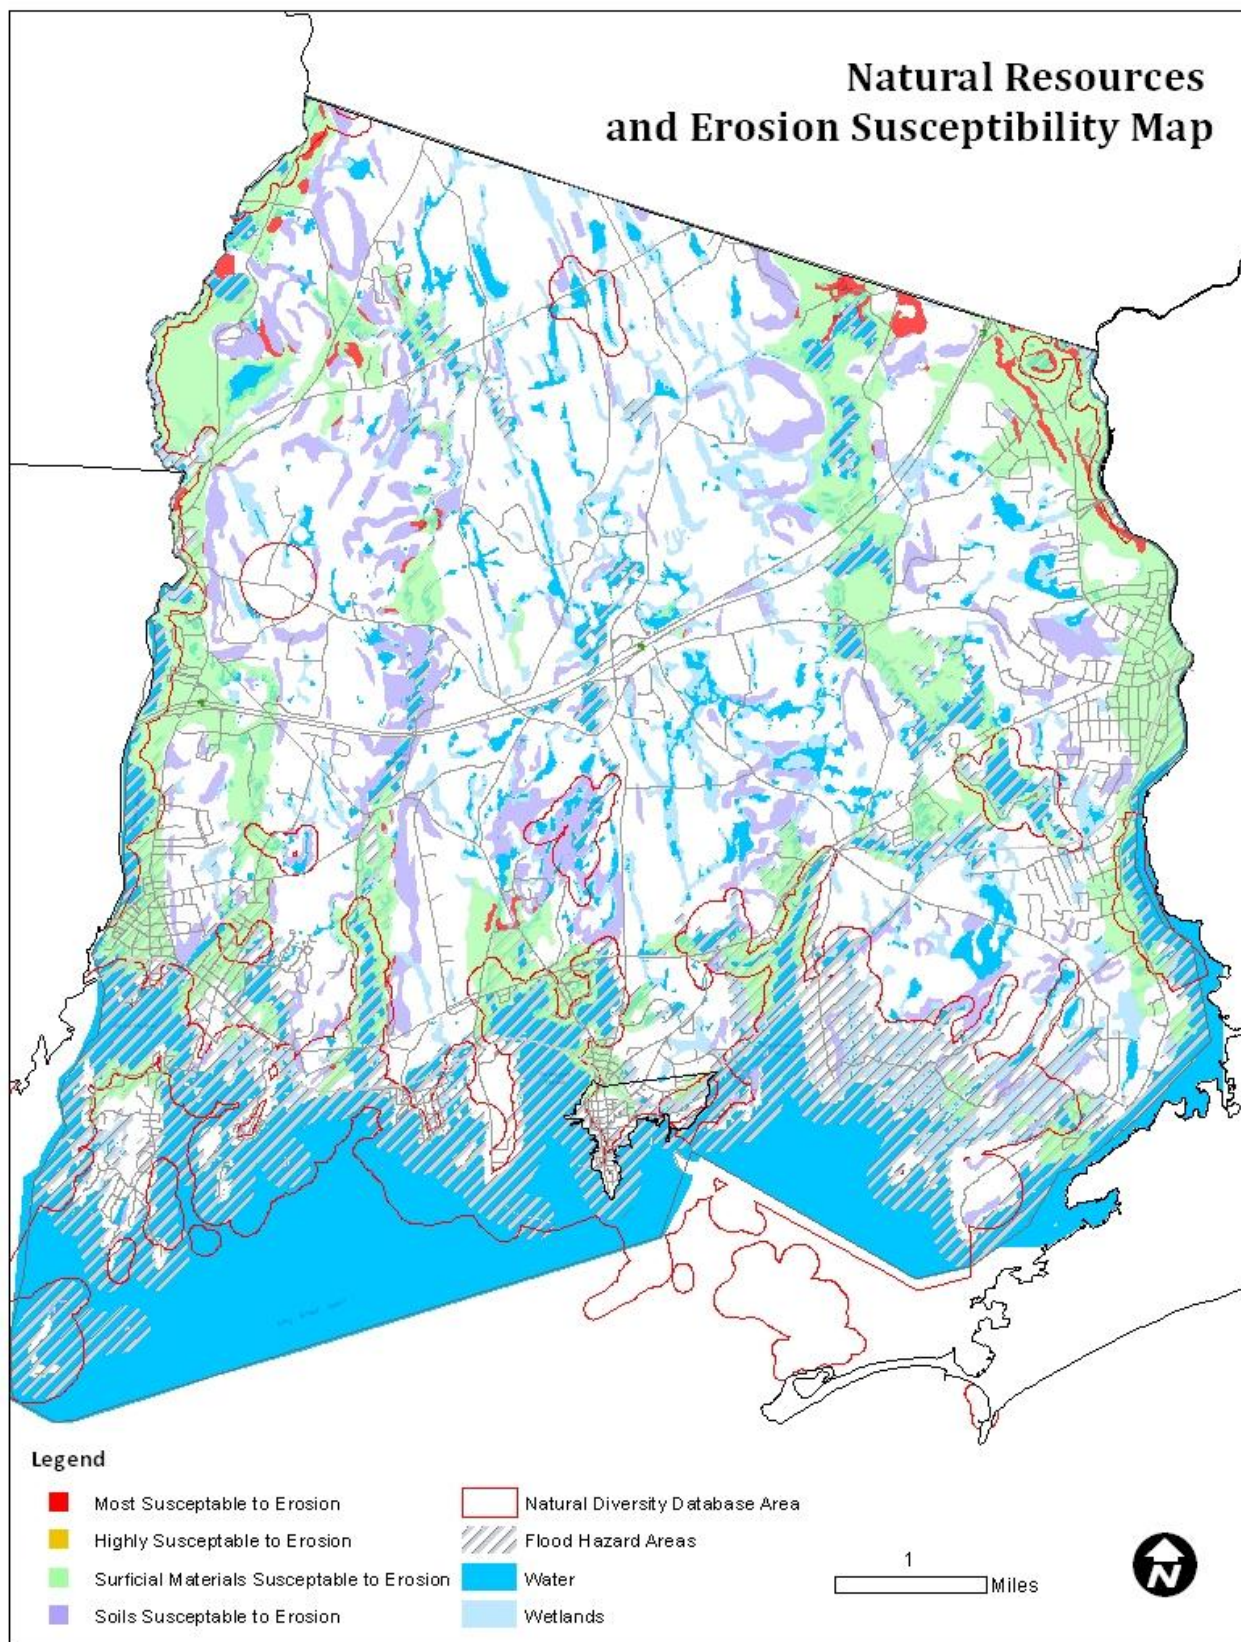 Natural Resources
and Erosion Susceptibility Map
Legend
Most Susceptable to Erosion
Highly Susceptable to Erosion
Surficial Materials Susceptable to Erosion
Soils Susceptable to Erosion
Natural Diversity Database Area
Flood Hazard Areas
Water
Wetlands
1
Miles
N